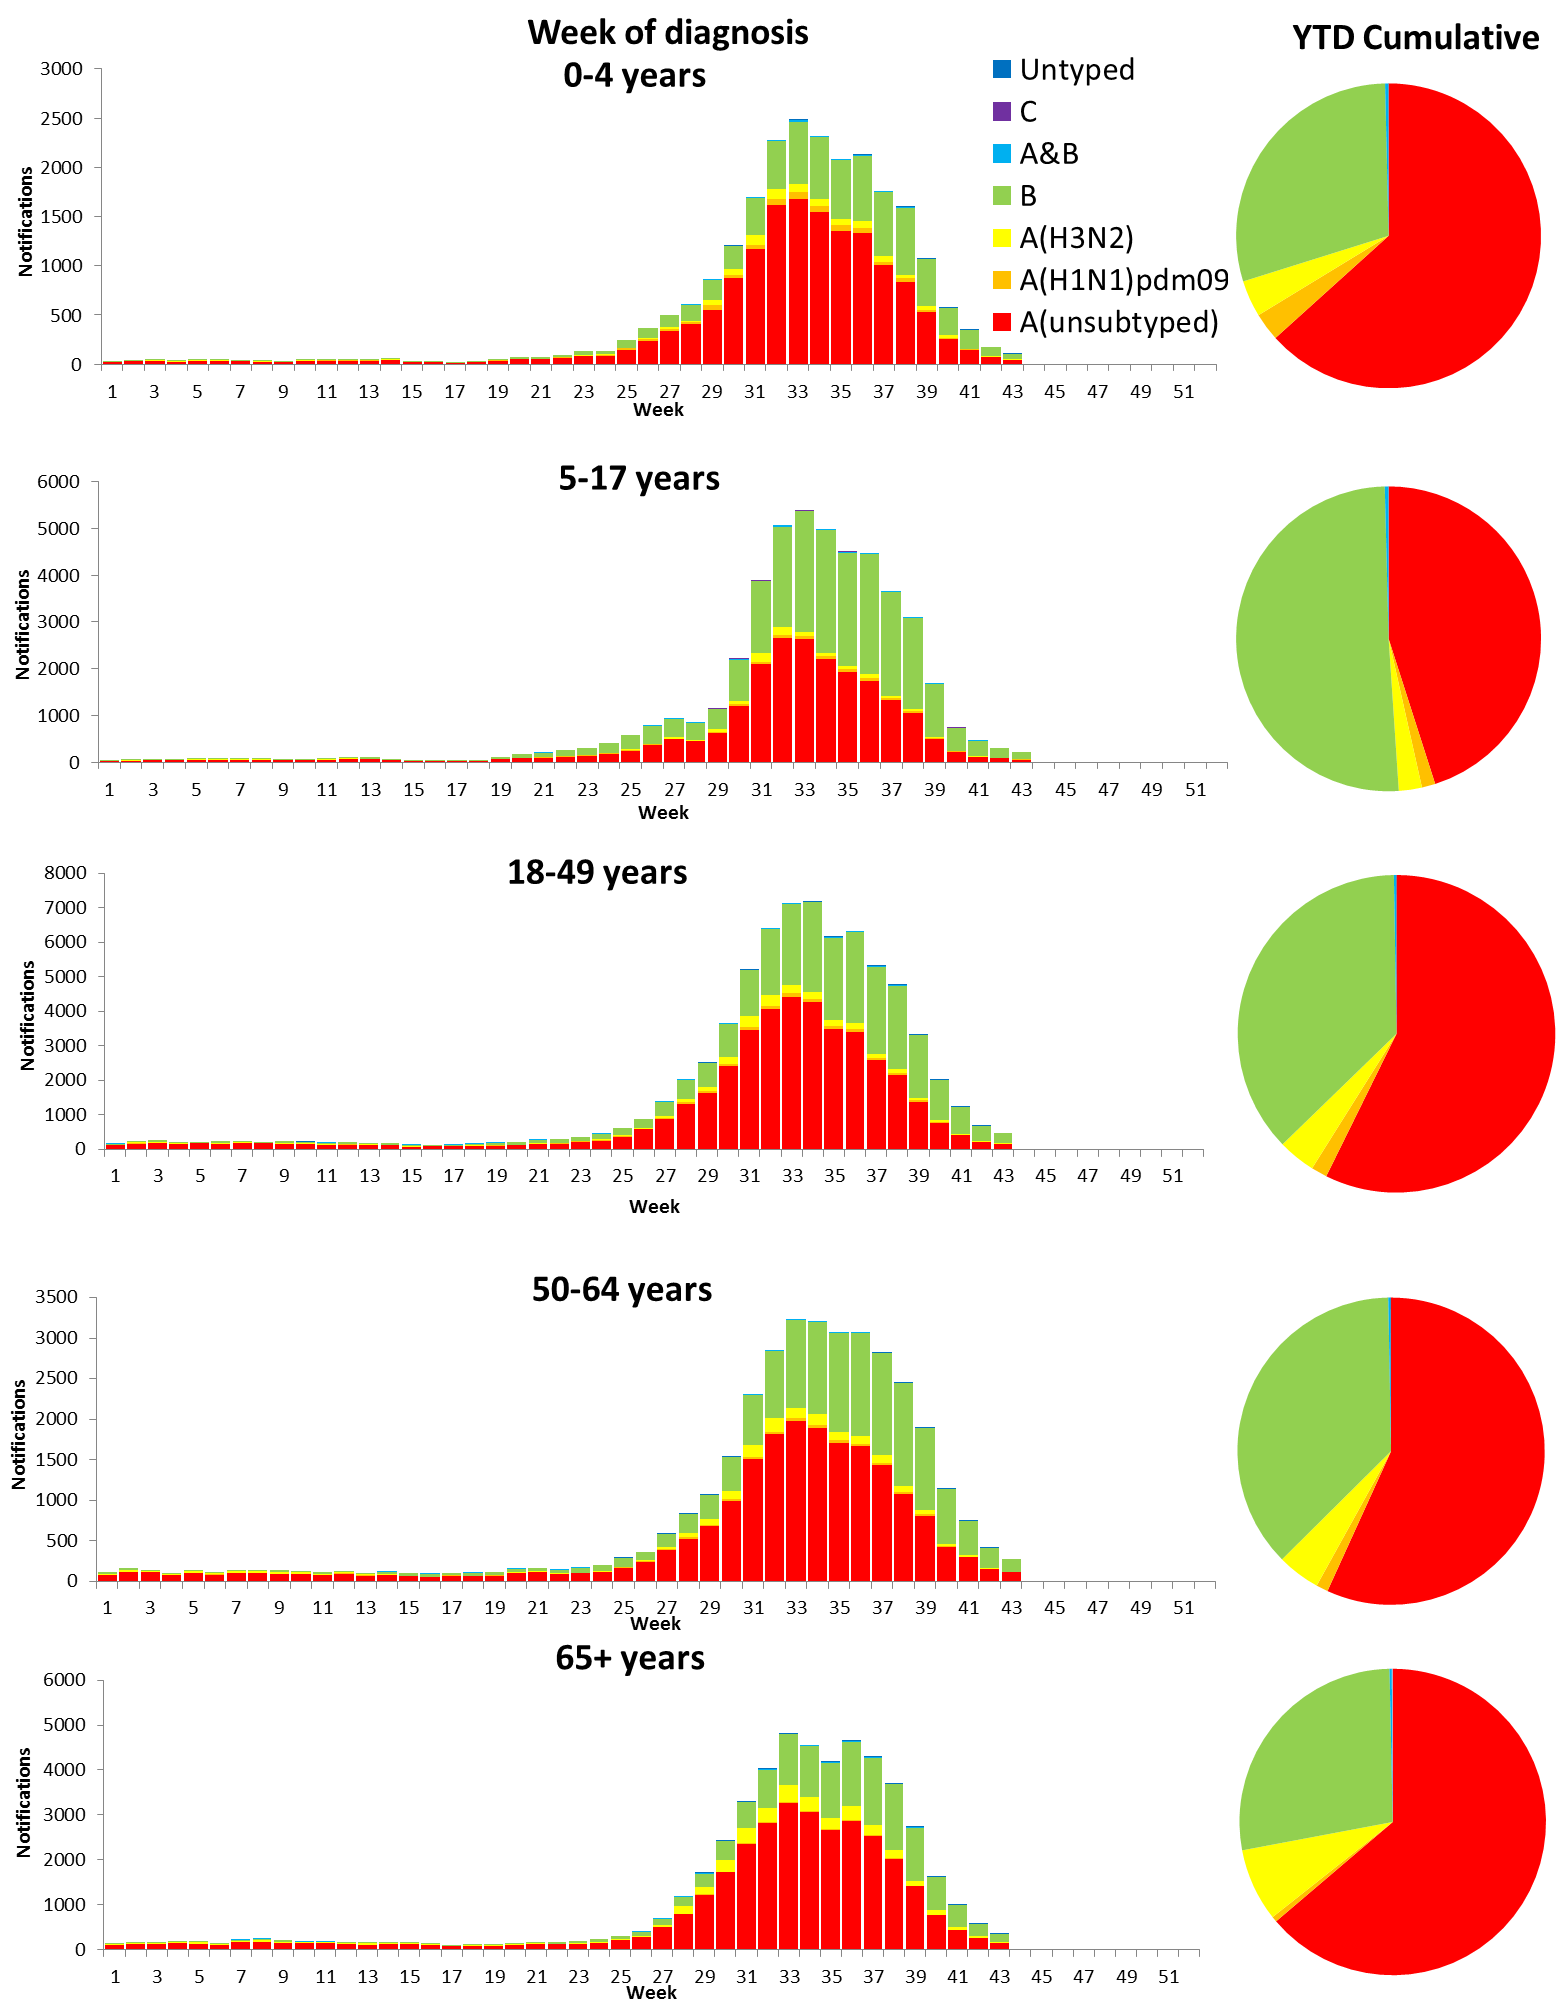 Week of diagnosis
YTD Cumulative
0-4 years
Untyped
C
A&B
B
A(H3N2)
A(H1N1)pdm09
A(unsubtyped)
Notifications
3000
2500
2000
1500
1000
500
0
1 3 5 7 9 11 13 15 17 19 21 23 25 27 29 31 33 35 37 39 41 43 45 47 49 51
Week
5-17 years
Notifications
6000
5000
4000
3000
2000
1000
0
1 3 5 7 9 11 13 15 17 19 21 23 25 27 29 31 33 35 37 39 41 43 45 47 49 51
Week
18-49 years
Notifications
8000
7000
6000
5000
4000
3000
2000
1000
0
1 3 5 7 9 11 13 15 17 19 21 23 25 27 29 31 33 35 37 39 41 43 45 47 49 51
Week
50-64 years
Notifications
3500
3000
2500
2000
1500
1000
500
0
1 3 5 7 9 11 13 15 17 19 21 23 25 27 29 31 33 35 37 39 41 43 45 47 49 51
Week
65+ years
Notifications
6000
5000
4000
3000
2000
1000
0
1 3 5 7 9 11 13 15 17 19 21 23 25 27 29 31 33 35 37 39 41 43 45 47 49 51
Week